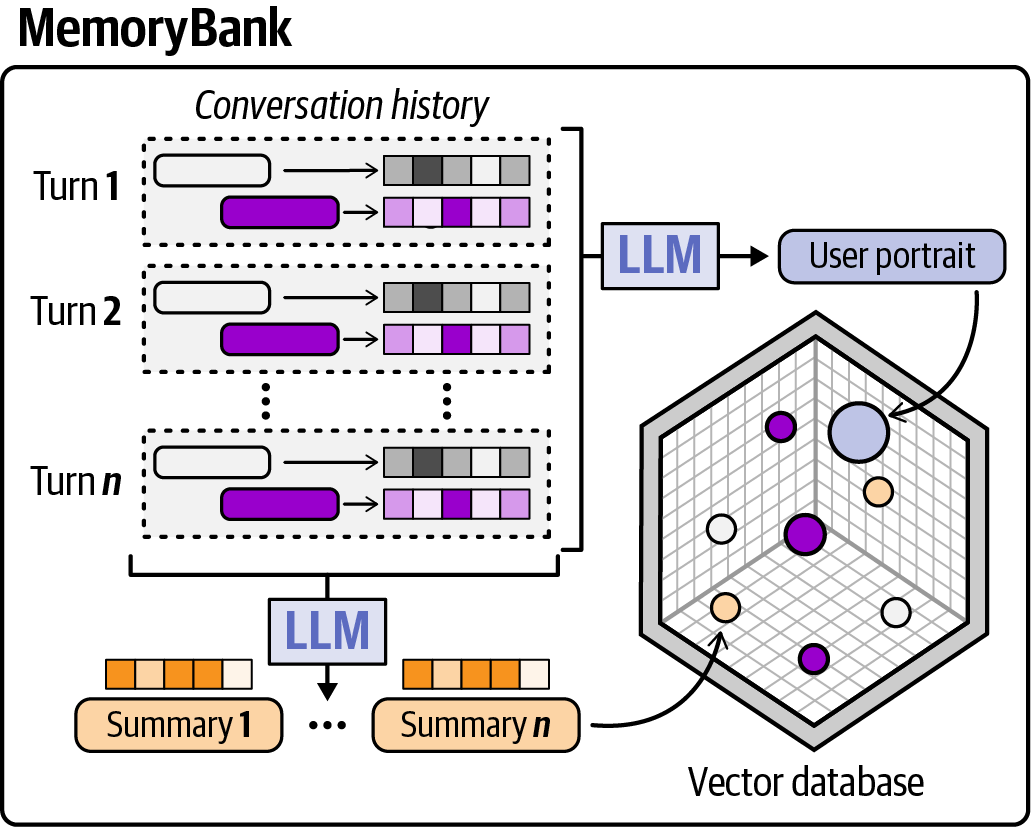 MemoryBank
Conversation history
Turn 1
Turn 2
Turn n
LLM
User portrait
LLM
Summary 1
Summary n
Vector database